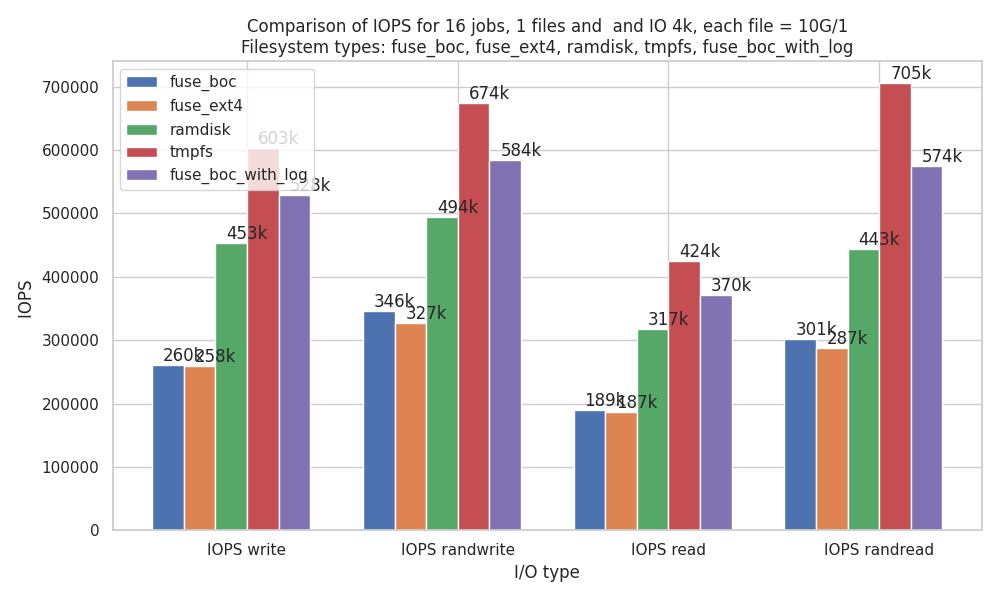 Comparison of IOPS for 16 jobs, 1 files and  and IO 4k, each file = 10G/1
Filesystem types: fuse_boc, fuse_ext4, ramdisk, tmpfs, fuse_boc_with_log
fuse_boc
fuse_ext4
ramdisk
tmpfs
fuse_boc_with_log
IOPS
700000
600000
500000
400000
300000
200000
100000
0
260k
258k
453k
603k
528k
346k
327k
494k
674k
584k
189k
187k
317k
424k
370k
301k
287k
443k
705k
574k
IOPS write
IOPS randwrite
IOPS read
IOPS randread
I/O type